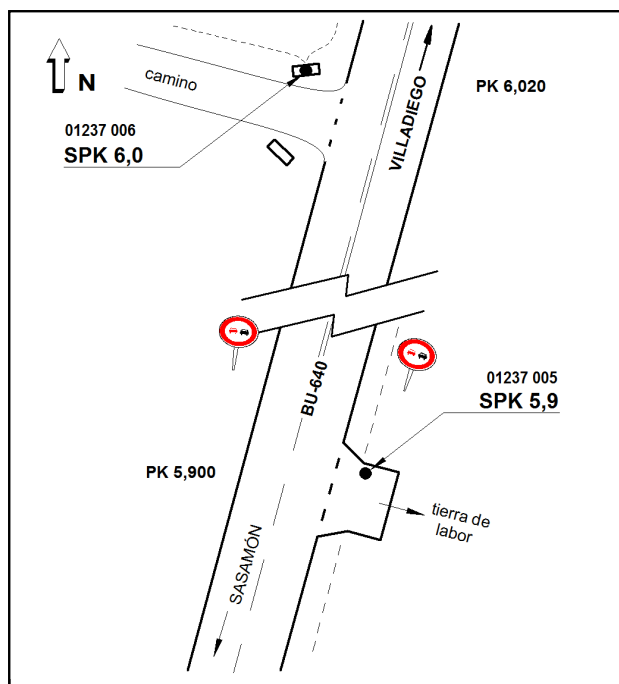 N
camino
01237 006
SPK 6,0
PK 6,020
VILLADIEGO
BU-640
01237 005
SPK 5,9
PK 5,900
tierra de
labor
SASAMÓN